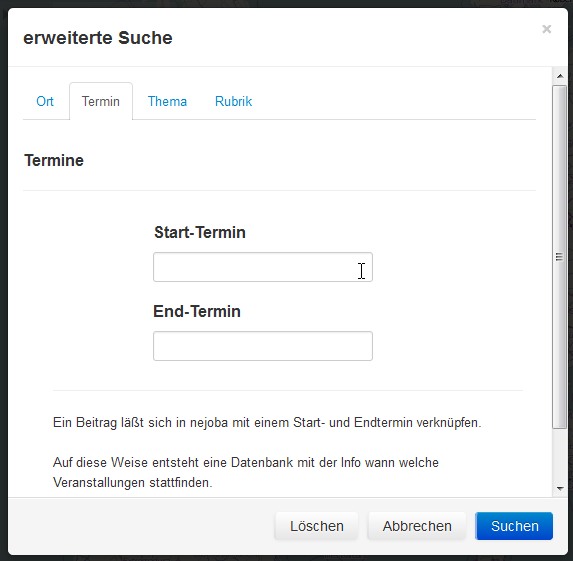 erweiterte Suche
×
Ort Termin Thema Rubrik
Termine
Start-Termin
End-Termin
Ein Beitrag läßt sich in nejoba mit einem Start- und Endtermin verknüpfen.
Auf diese Weise entsteht eine Datenbank mit der Info wann welche
Veranstallungen stattfinden.
Löschen Abbrechen Suchen